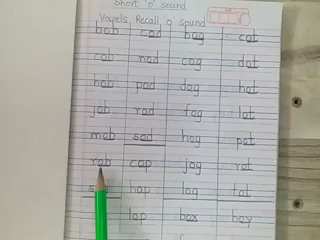 Short "o" sound
Vowels Recall o sound
bob cod bog cot
cob nod cog dot
hob pod dog hot
job rod fog lot
mob sod hog pot
rob cop jog rot
hop log tot
lop box boy